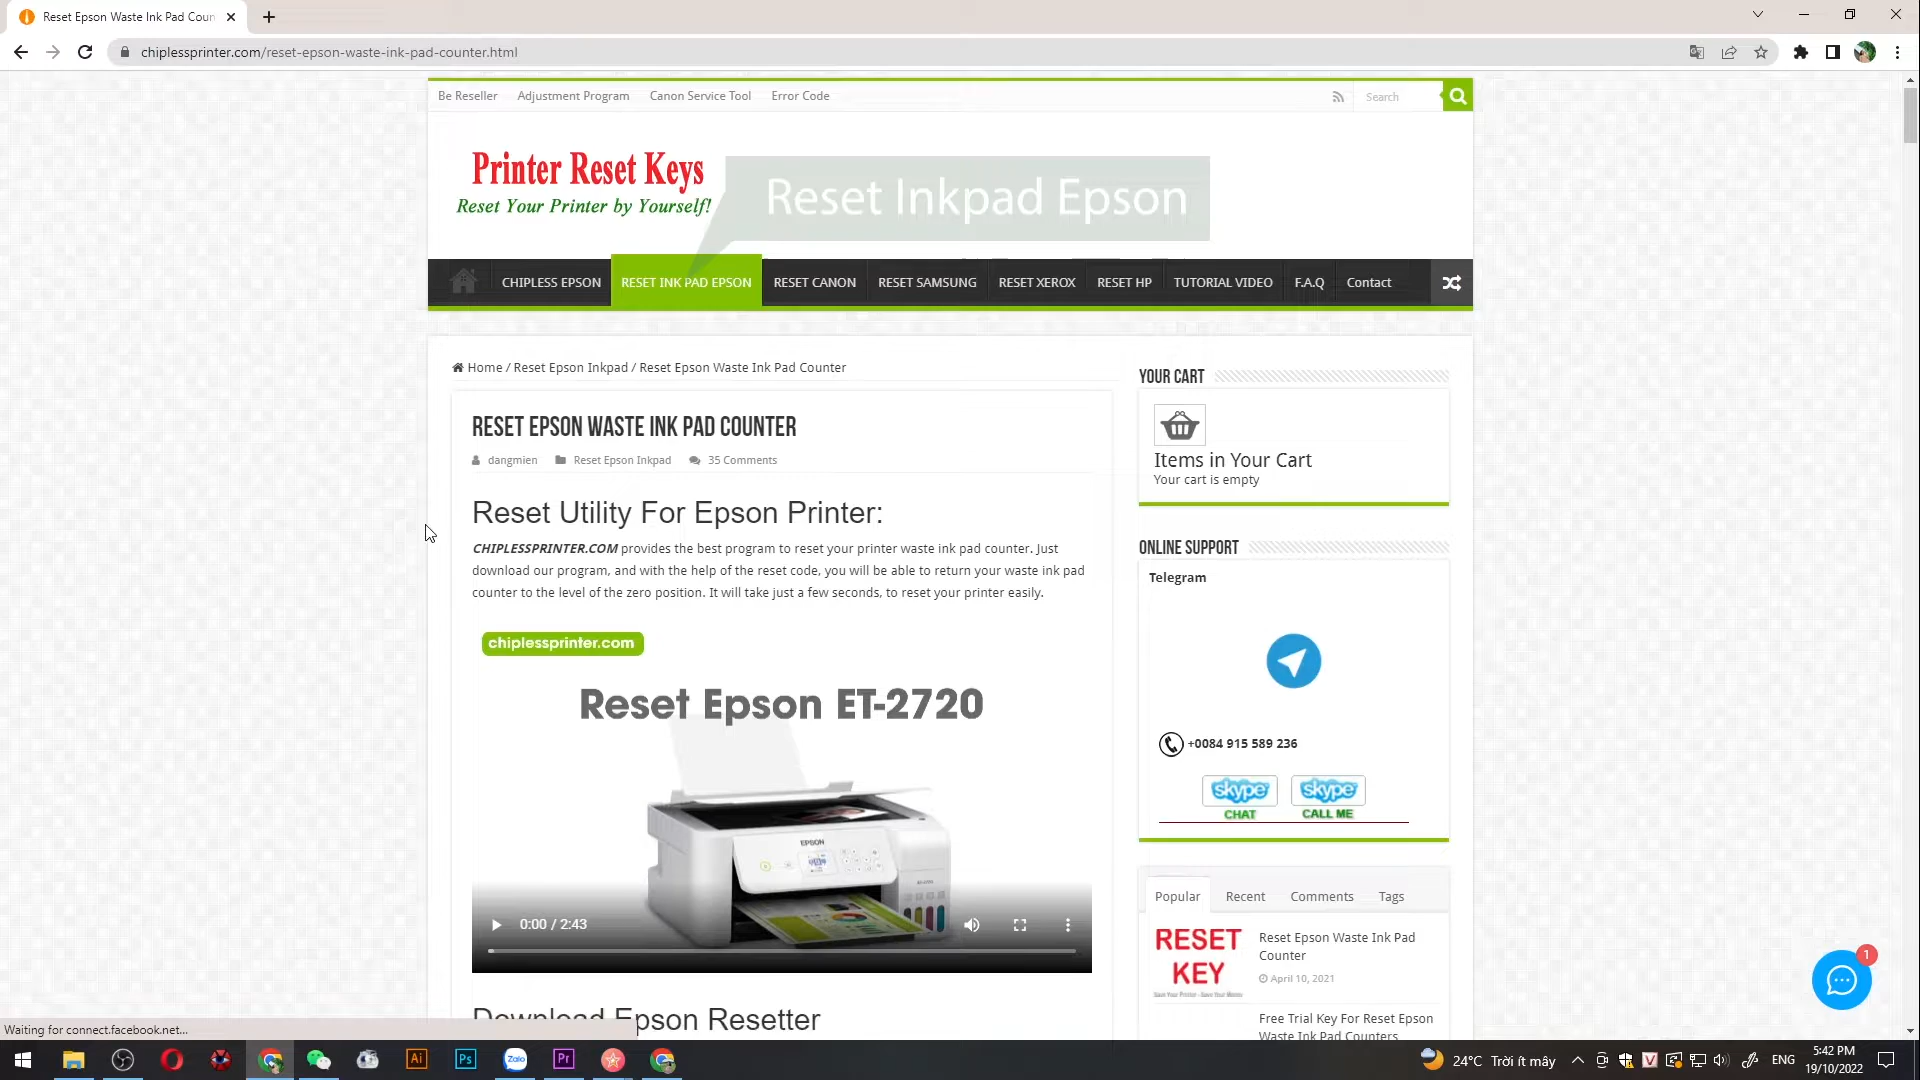 Reset Epson Waste Ink Pad Coun
chiplessprinter.com/reset-epson-waste-ink-pad-counter.html
Be Reseller Adjustment Program Canon Service Tool Error Code
Search
Printer Reset Keys
Reset Your Printer by Yourself!
Reset Inkpad Epson
CHIPLESS EPSON RESET INK PAD EPSON RESET CANON RESET SAMSUNG RESET XEROX RESET HP TUTORIAL VIDEO F.A.Q Contact
Home / Reset Epson Inkpad / Reset Epson Waste Ink Pad Counter
RESET EPSON WASTE INK PAD COUNTER
dangmien Reset Epson Inkpad 35 Comments
Reset Utility For Epson Printer:
CHIPLESSPRINTER.COM provides the best program to reset your printer waste ink pad counter. Just
download our program, and with the help of the reset code, you will be able to return your waste ink pad
counter to the level of the zero position. It will take just a few seconds, to reset your printer easily.
chiplessprinter.com
Reset Epson ET-2720
EPSON
0:00 / 2:43
Download Epson Resetter
YOUR CART
Items in Your Cart
Your cart is empty
ONLINE SUPPORT
Telegram
+0084 915 589 236
skype skype
CHAT CALL ME
Popular Recent Comments Tags
RESET
KEY
Save Your Printer - Save Your Money
Reset Epson Waste Ink Pad
Counter
April 10, 2021
Free Trial Key For Reset Epson
Waste Ink Pad Counters
1
Waiting for connect.facebook.net...
Ai Ps Zalo Pr
24°C Trời ít mây
V
ENG
5:42 PM
19/10/2022